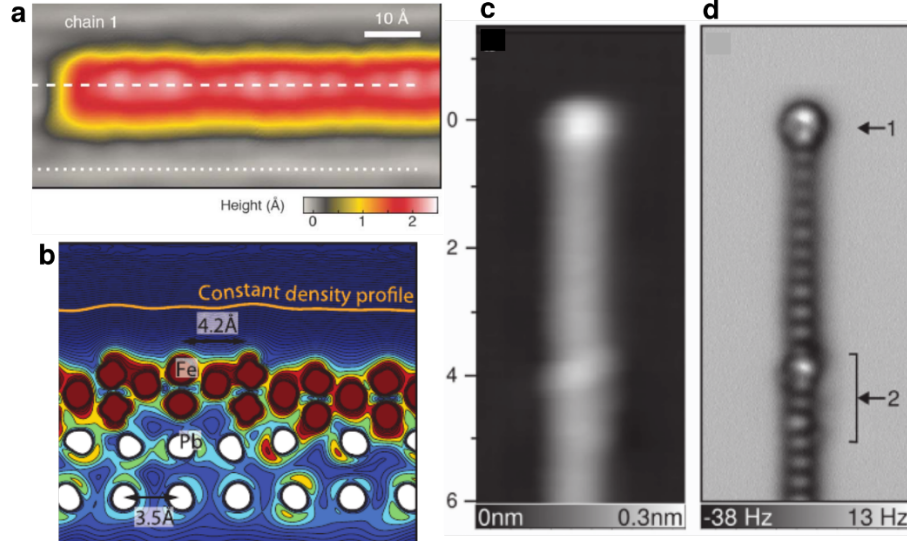 a
chain 1
10 Å
Height (Å)
0
1
2
b
Constant density profile
4.2Å
Fe
Pb
3.5Å
c
0
2
4
6
0nm
0.3nm
d
1
2
-38 Hz
13 Hz